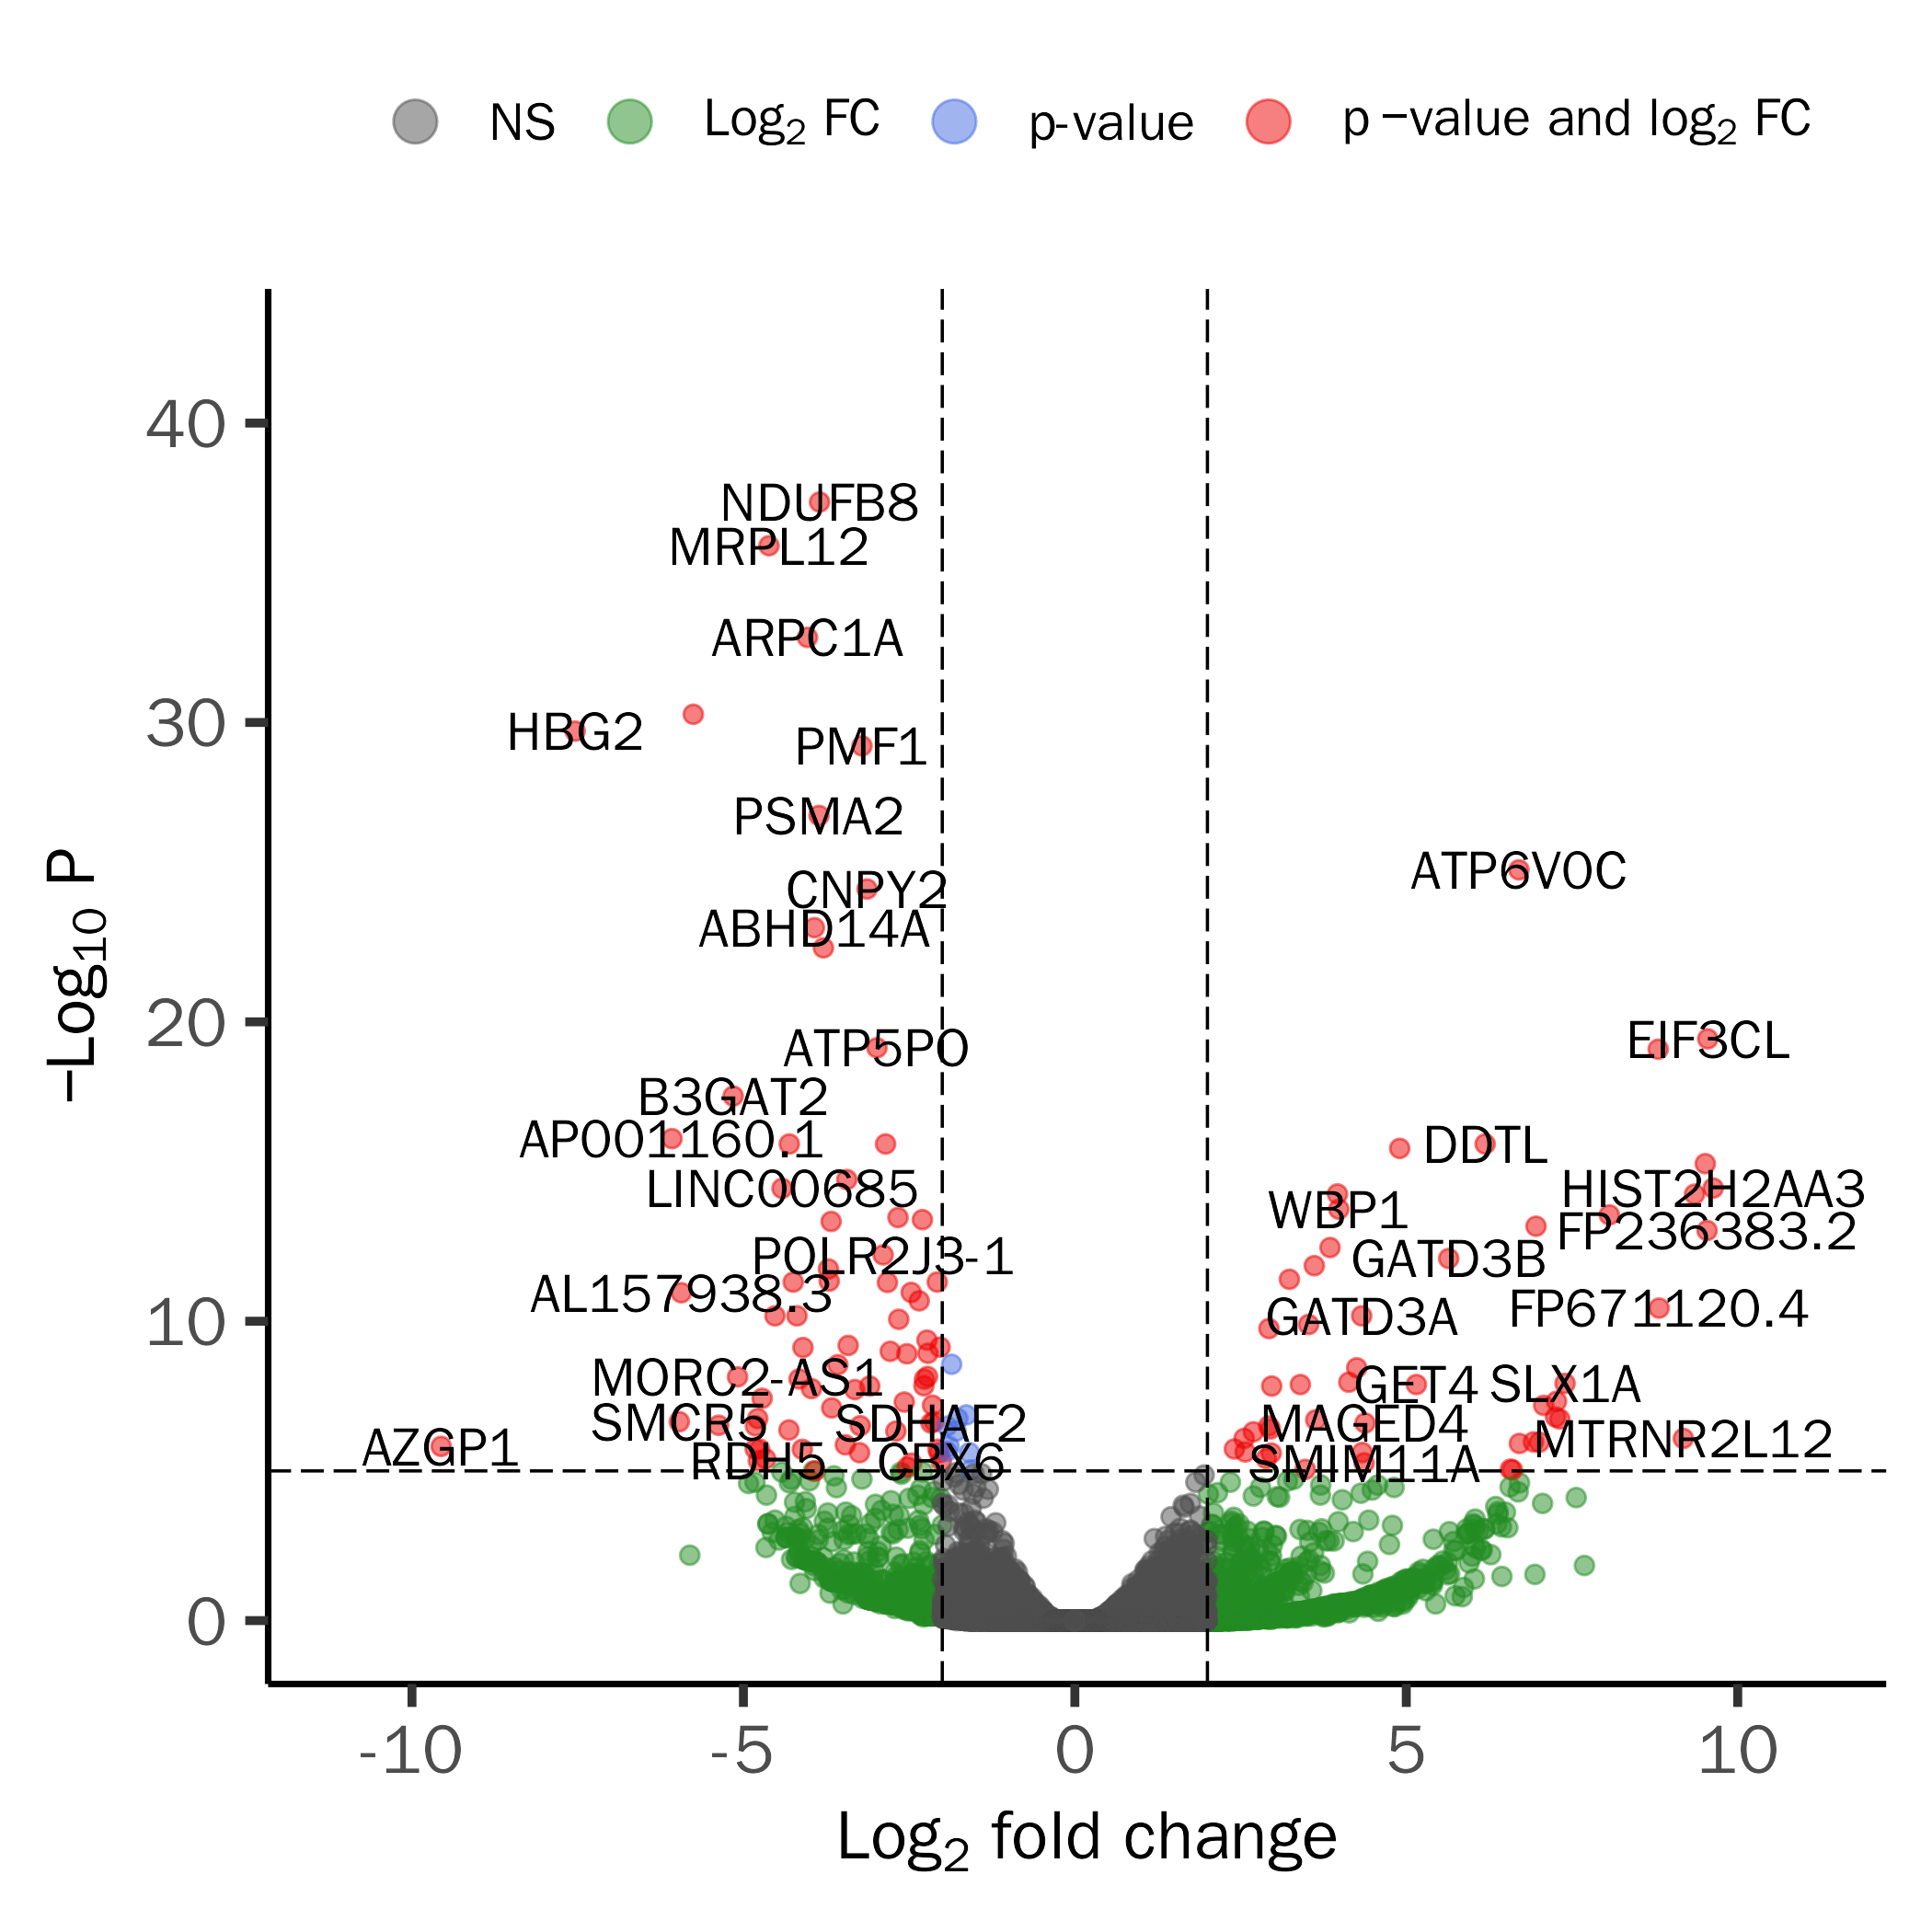 NS Log2 FC p-value p −value and log2 FC
−Log10 P
40
30
20
10
0
NDUFB8
MRPL12
ARPC1A
HBG2
PMF1
PSMA2
ATP6V0C
CNPY2
ABHD14A
EIF3CL
ATP5PO
B3GAT2
AP001160.1
DDTL
LINC00685
HIST2H2AA3
WBP1
FP236383.2
POLR2J3-1
GATD3B
AL157938.3
FP671120.4
GATD3A
MORC2-AS1
GET4
SLX1A
SMCR5
SDHAF2
MAGED4
AZGP1
MTRNR2L12
RDH5
CBX6
SMIM11A
-10 -5 0 5 10
Log2 fold change